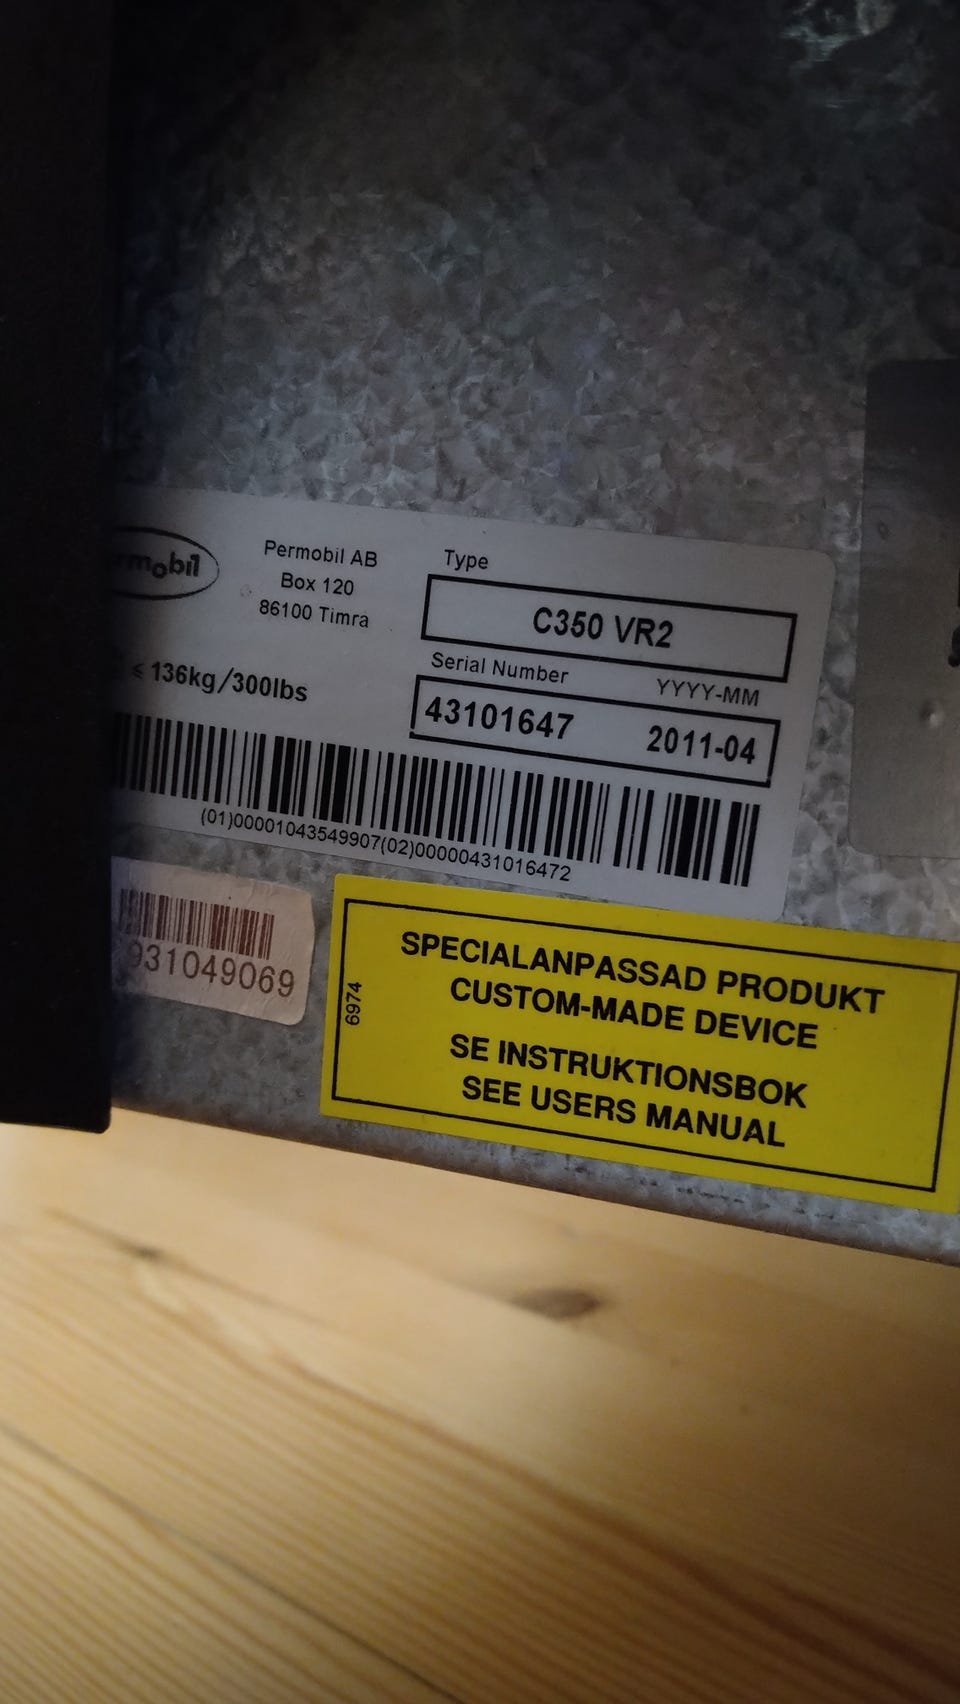 Permobil AB
Box 120
86100 Timra
≤ 136kg/300lbs
Type
C350 VR2
Serial Number YYYY-MM
43101647 2011-04
(01)00001043549907(02)00000431016472
931049069
6974
SPECIALANPASSAD PRODUKT
CUSTOM-MADE DEVICE
SE INSTRUKTIONSBOK
SEE USERS MANUAL